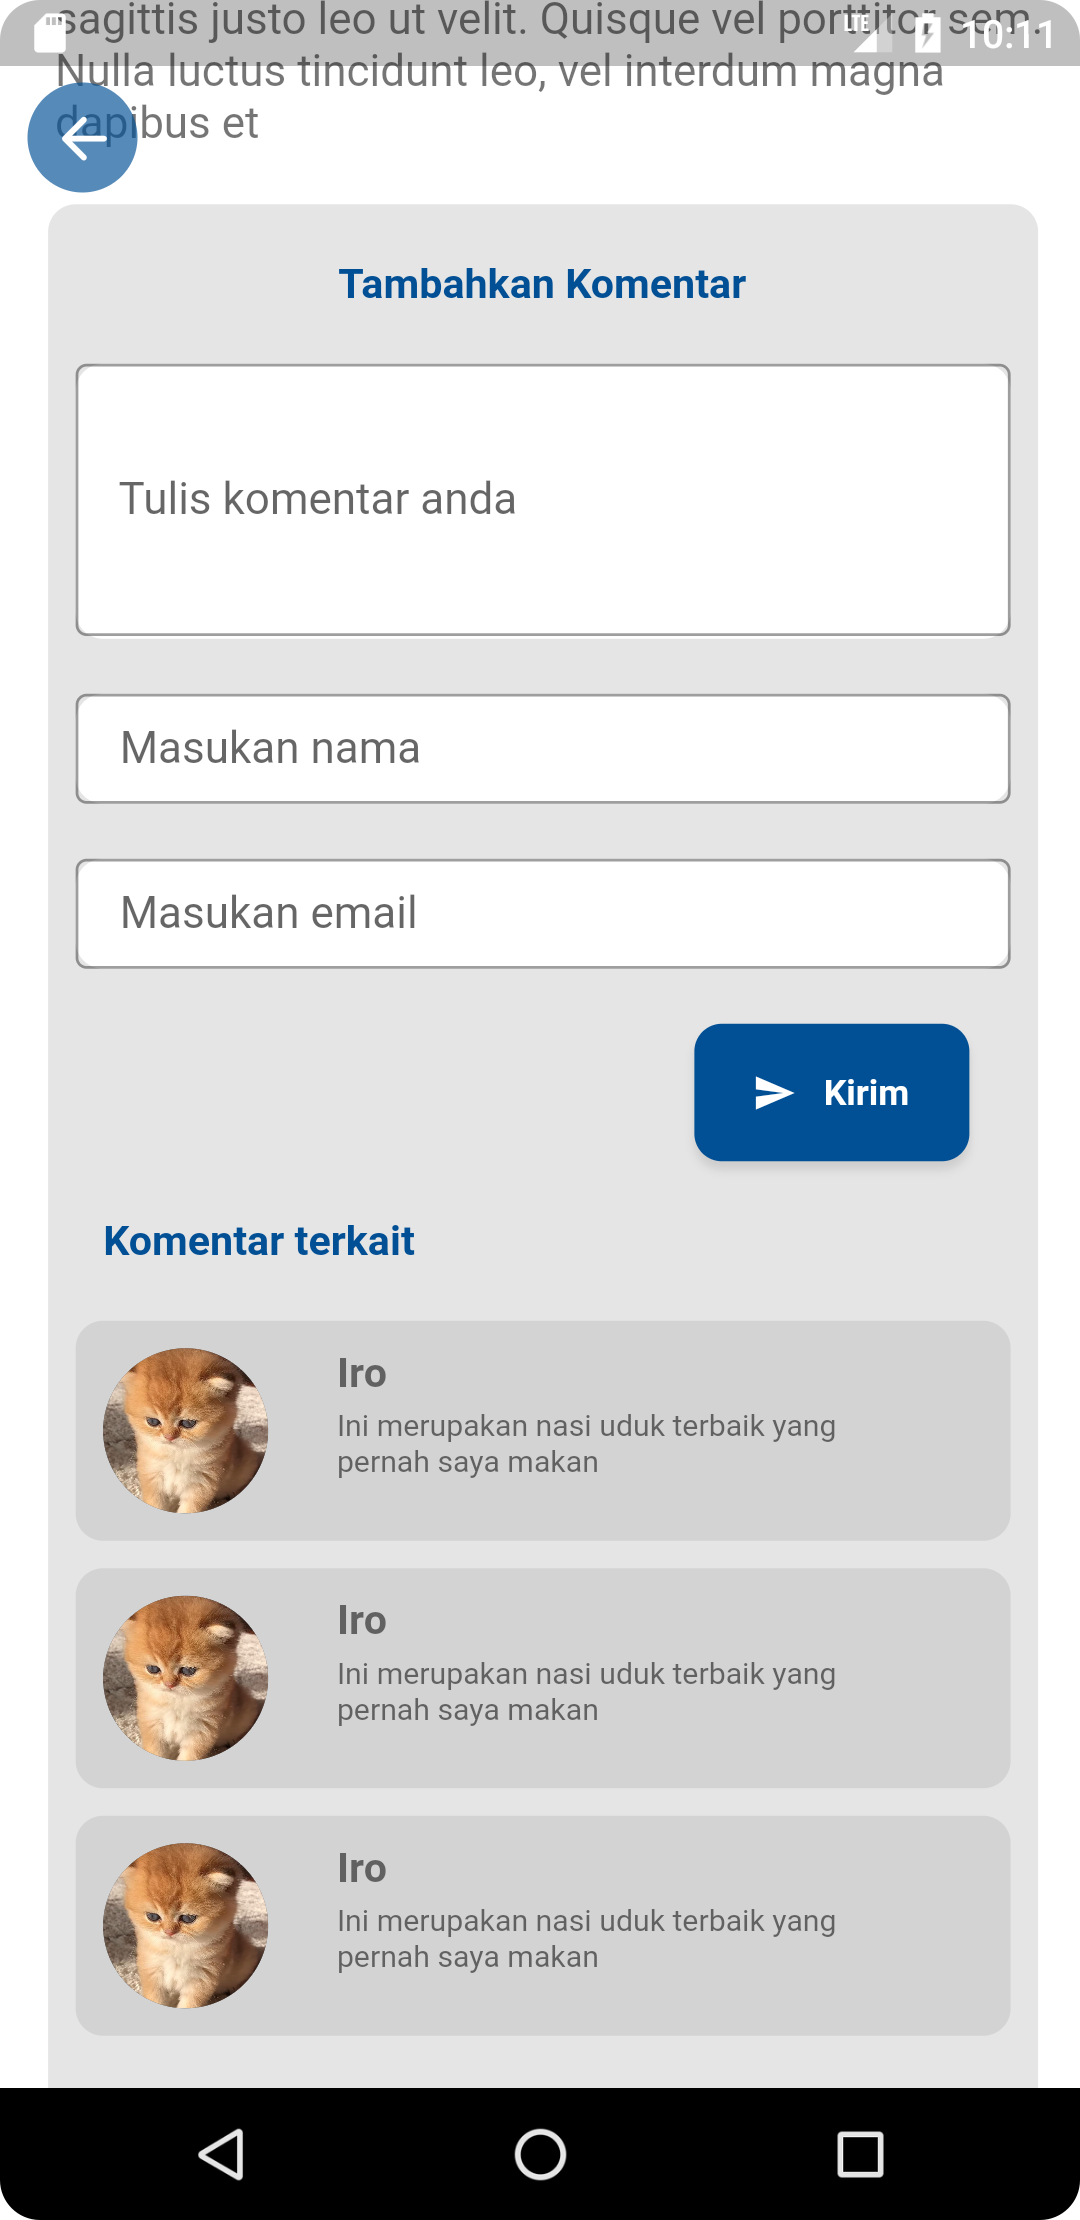 sagittis justo leo ut velit. Quisque vel porttitor sem.
LTE 10:11
Nulla luctus tincidunt leo, vel interdum magna
dapibus et
Tambahkan Komentar
Tulis komentar anda
Masukan nama
Masukan email
Kirim
Komentar terkait
Iro
Ini merupakan nasi uduk terbaik yang
pernah saya makan
Iro
Ini merupakan nasi uduk terbaik yang
pernah saya makan
Iro
Ini merupakan nasi uduk terbaik yang
pernah saya makan